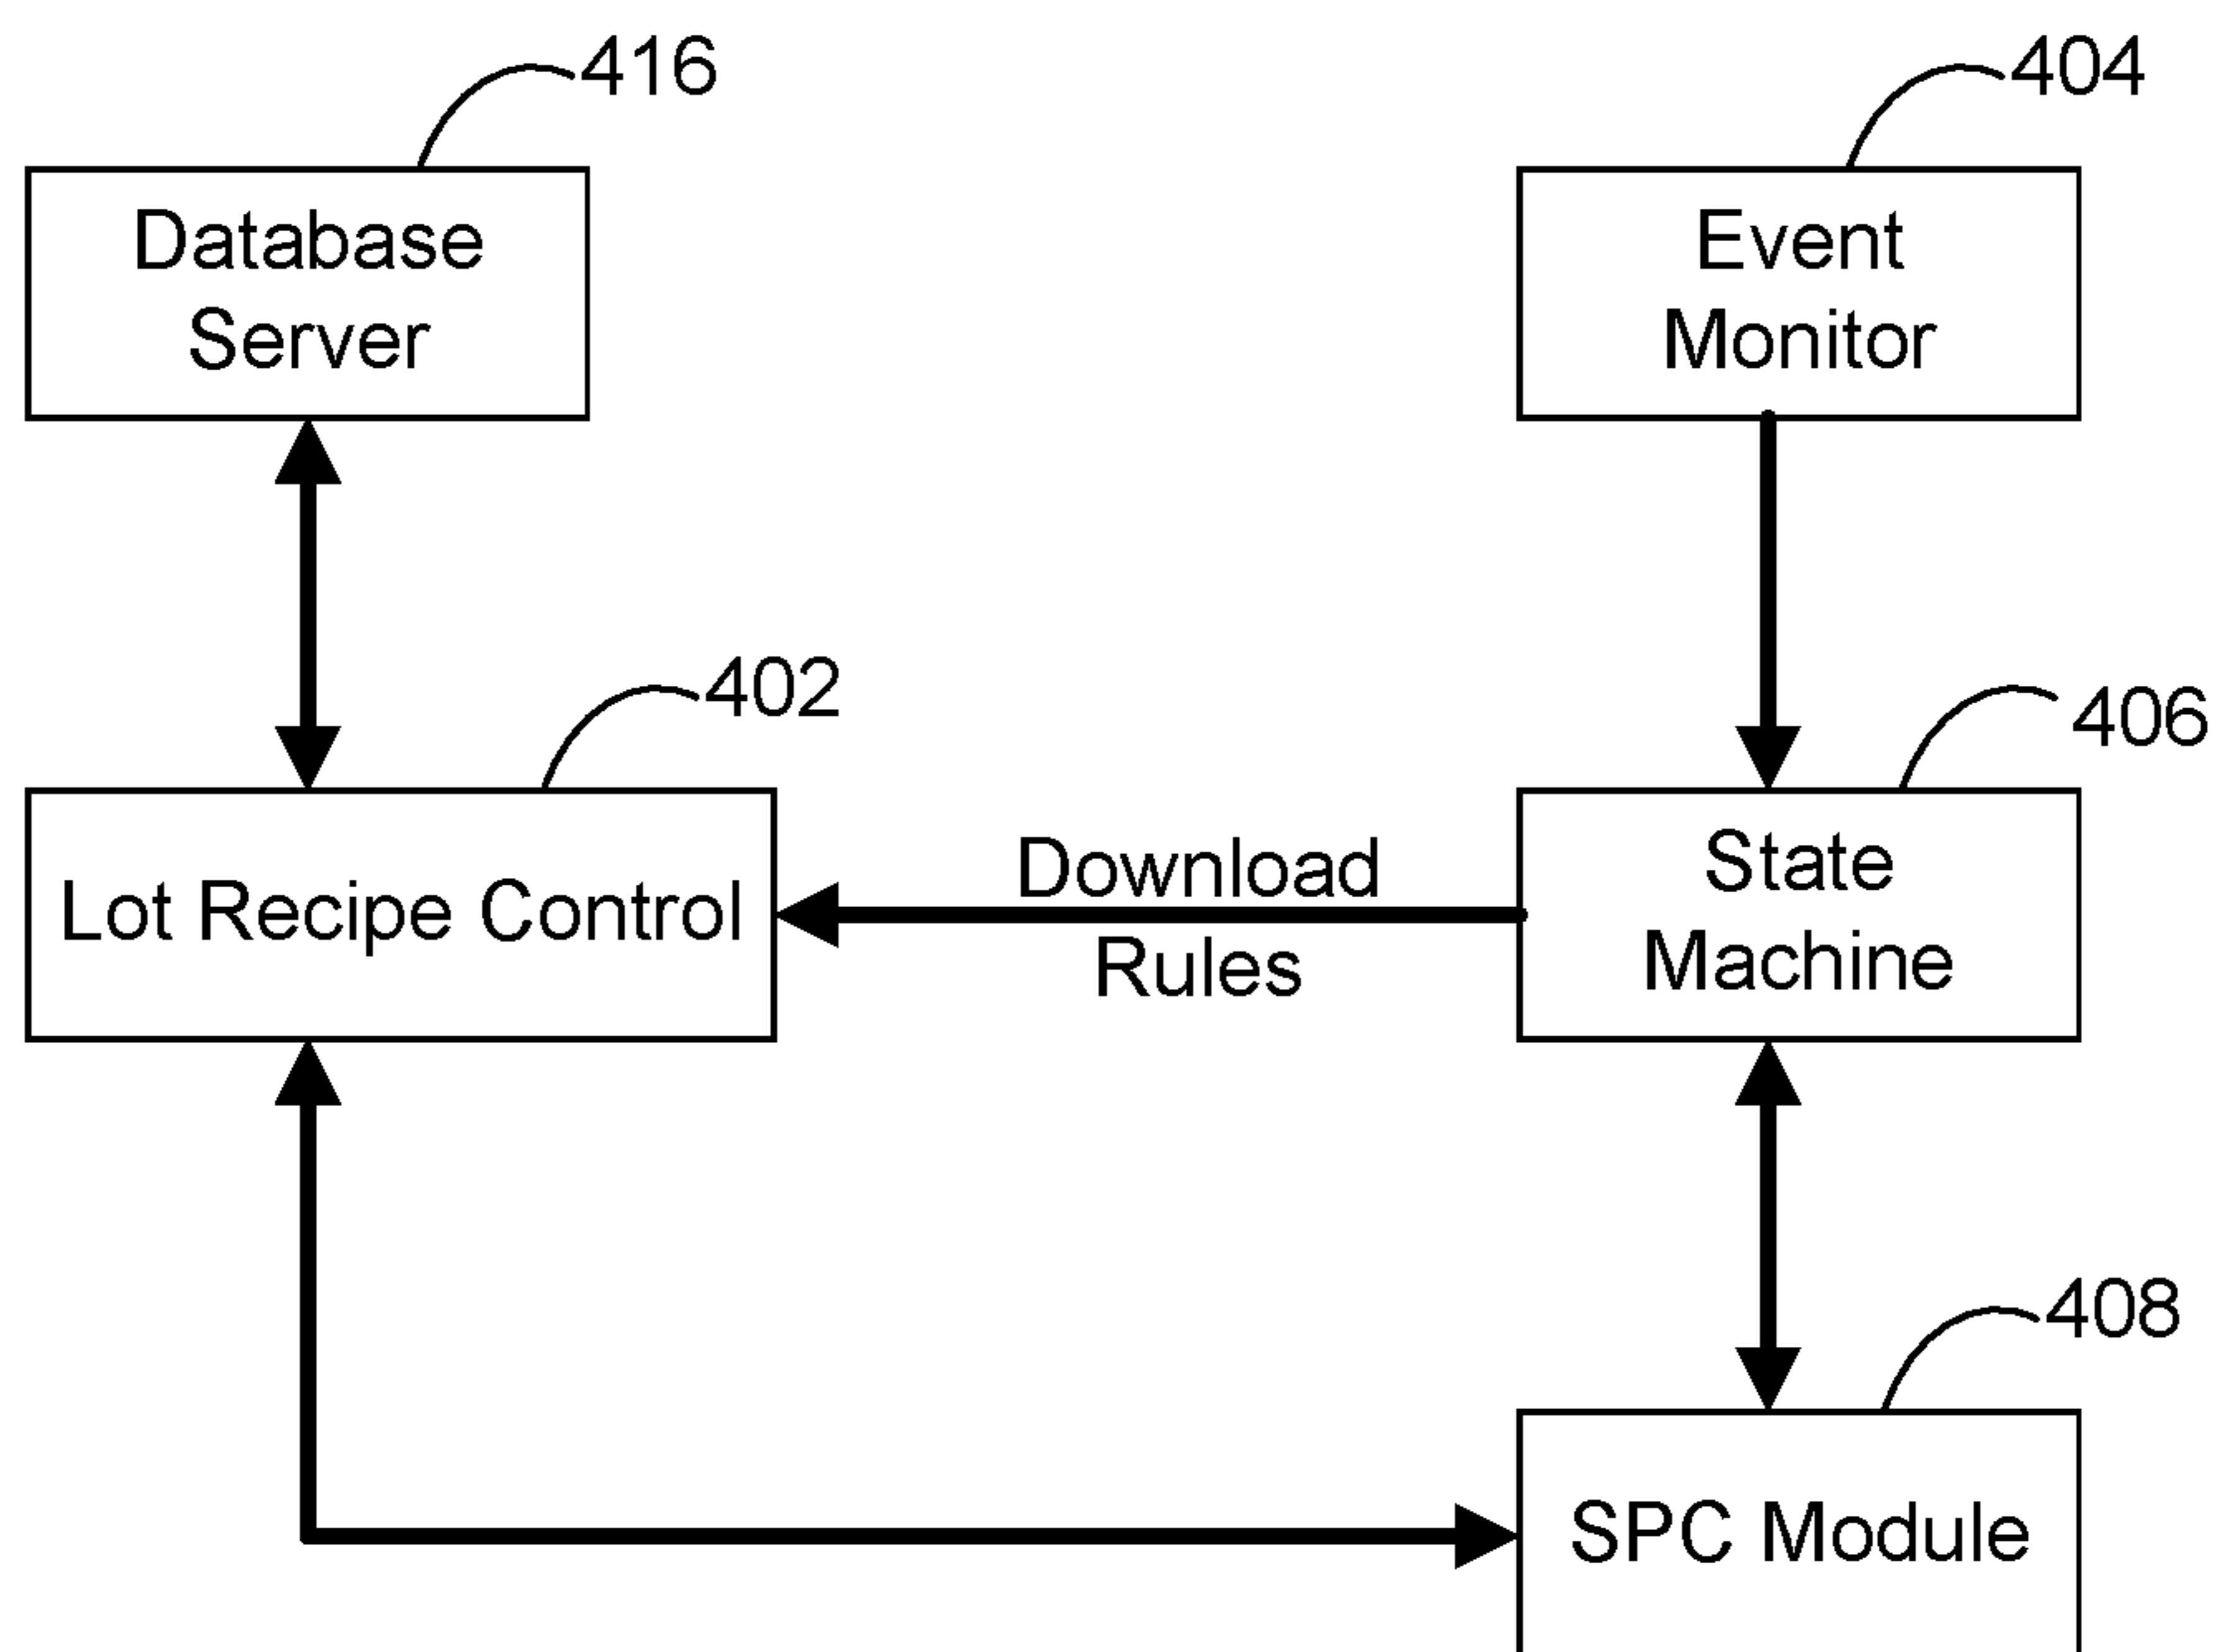 416
404
Database
Server
Event
Monitor
402
406
Lot Recipe Control
Download
Rules
State
Machine
408
SPC Module